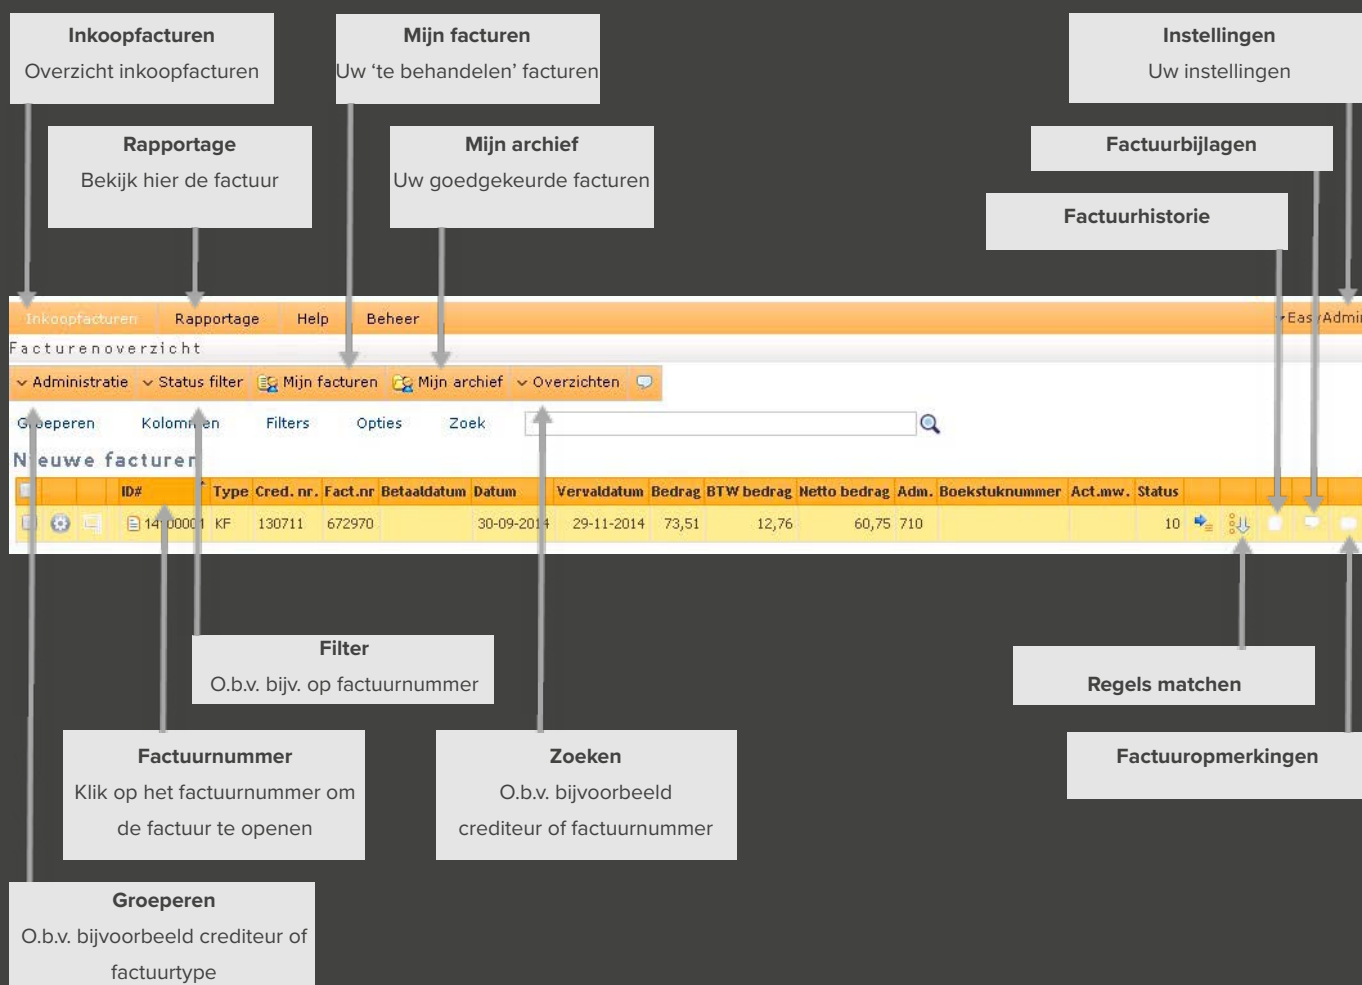 Inkoopfacturen
Overzicht inkoopfacturen
Mijn facturen
Uw ‘te behandelen’ facturen
Instellingen
Uw instellingen
Rapportage
Bekijk hier de factuur
Mijn archief
Uw goedgekeurde facturen
Factuurbijlagen
Factuurhistorie
Inkoopfacturen Rapportage Help Beheer EasyAdmin
Facturenoverzicht
Administratie Status filter Mijn facturen Mijn archief Overzichten
Groeperen Kolommen Filters Opties Zoek
Nieuwe facturen
ID# Type Cred. nr. Fact.nr Betaaldatum Datum Vervaldatum Bedrag BTW bedrag Netto bedrag Adm. Boekstuknummer Act.mw. Status
KF 130711 672970 30-09-2014 29-11-2014 73,51 12,76 60,75 710 10
Filter
O.b.v. bijv. op factuurnummer
Regels matchen
Factuurnummer
Klik op het factuurnummer om
de factuur te openen
Zoeken
O.b.v. bijvoorbeeld
crediteur of factuurnummer
Factuuropmerkingen
Groeperen
O.b.v. bijvoorbeeld crediteur of
factuurtype